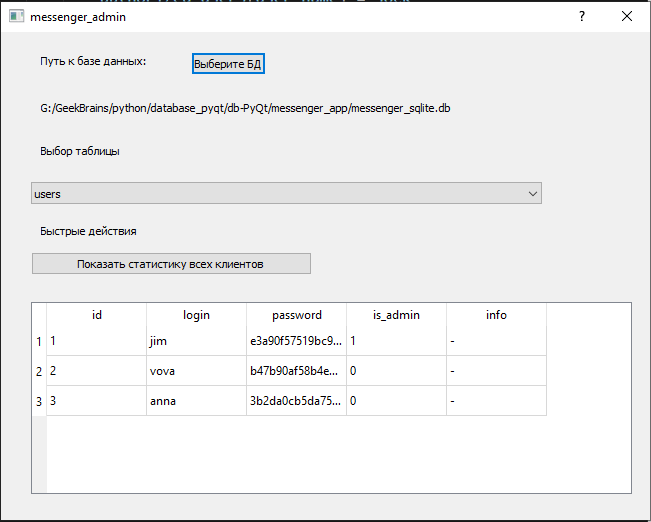 messenger_admin
Путь к базе данных: Выберите БД
G:/GeekBrains/python/database_pyqt/db-PyQt/messenger_app/messenger_sqlite.db
Выбор таблицы
users
Быстрые действия
Показать статистику всех клиентов
id login password is_admin info
1 1 jim e3a90f57519bc9... 1 -
2 2 vova b47b90af58b4e... 0 -
3 3 anna 3b2da0cb5da75... 0 -